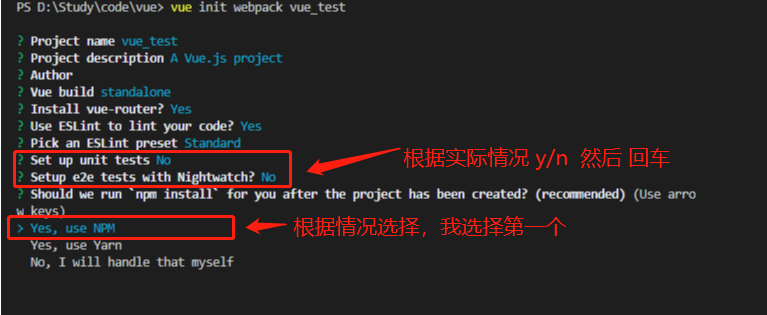 PS D:\Study\code\vue> vue init webpack vue_test
? Project name vue_test
? Project description A Vue.js project
? Author
? Vue build standalone
? Install vue-router? Yes
? Use ESLint to lint your code? Yes
? Pick an ESLint preset Standard
? Set up unit tests No
根据实际情况 y/n 然后 回车
? Setup e2e tests with Nightwatch? No
? Should we run `npm install` for you after the project has been created? (recommended) (Use arro
w keys)
> Yes, use NPM
根据情况选择，我选择第一个
Yes, use Yarn
No, I will handle that myself